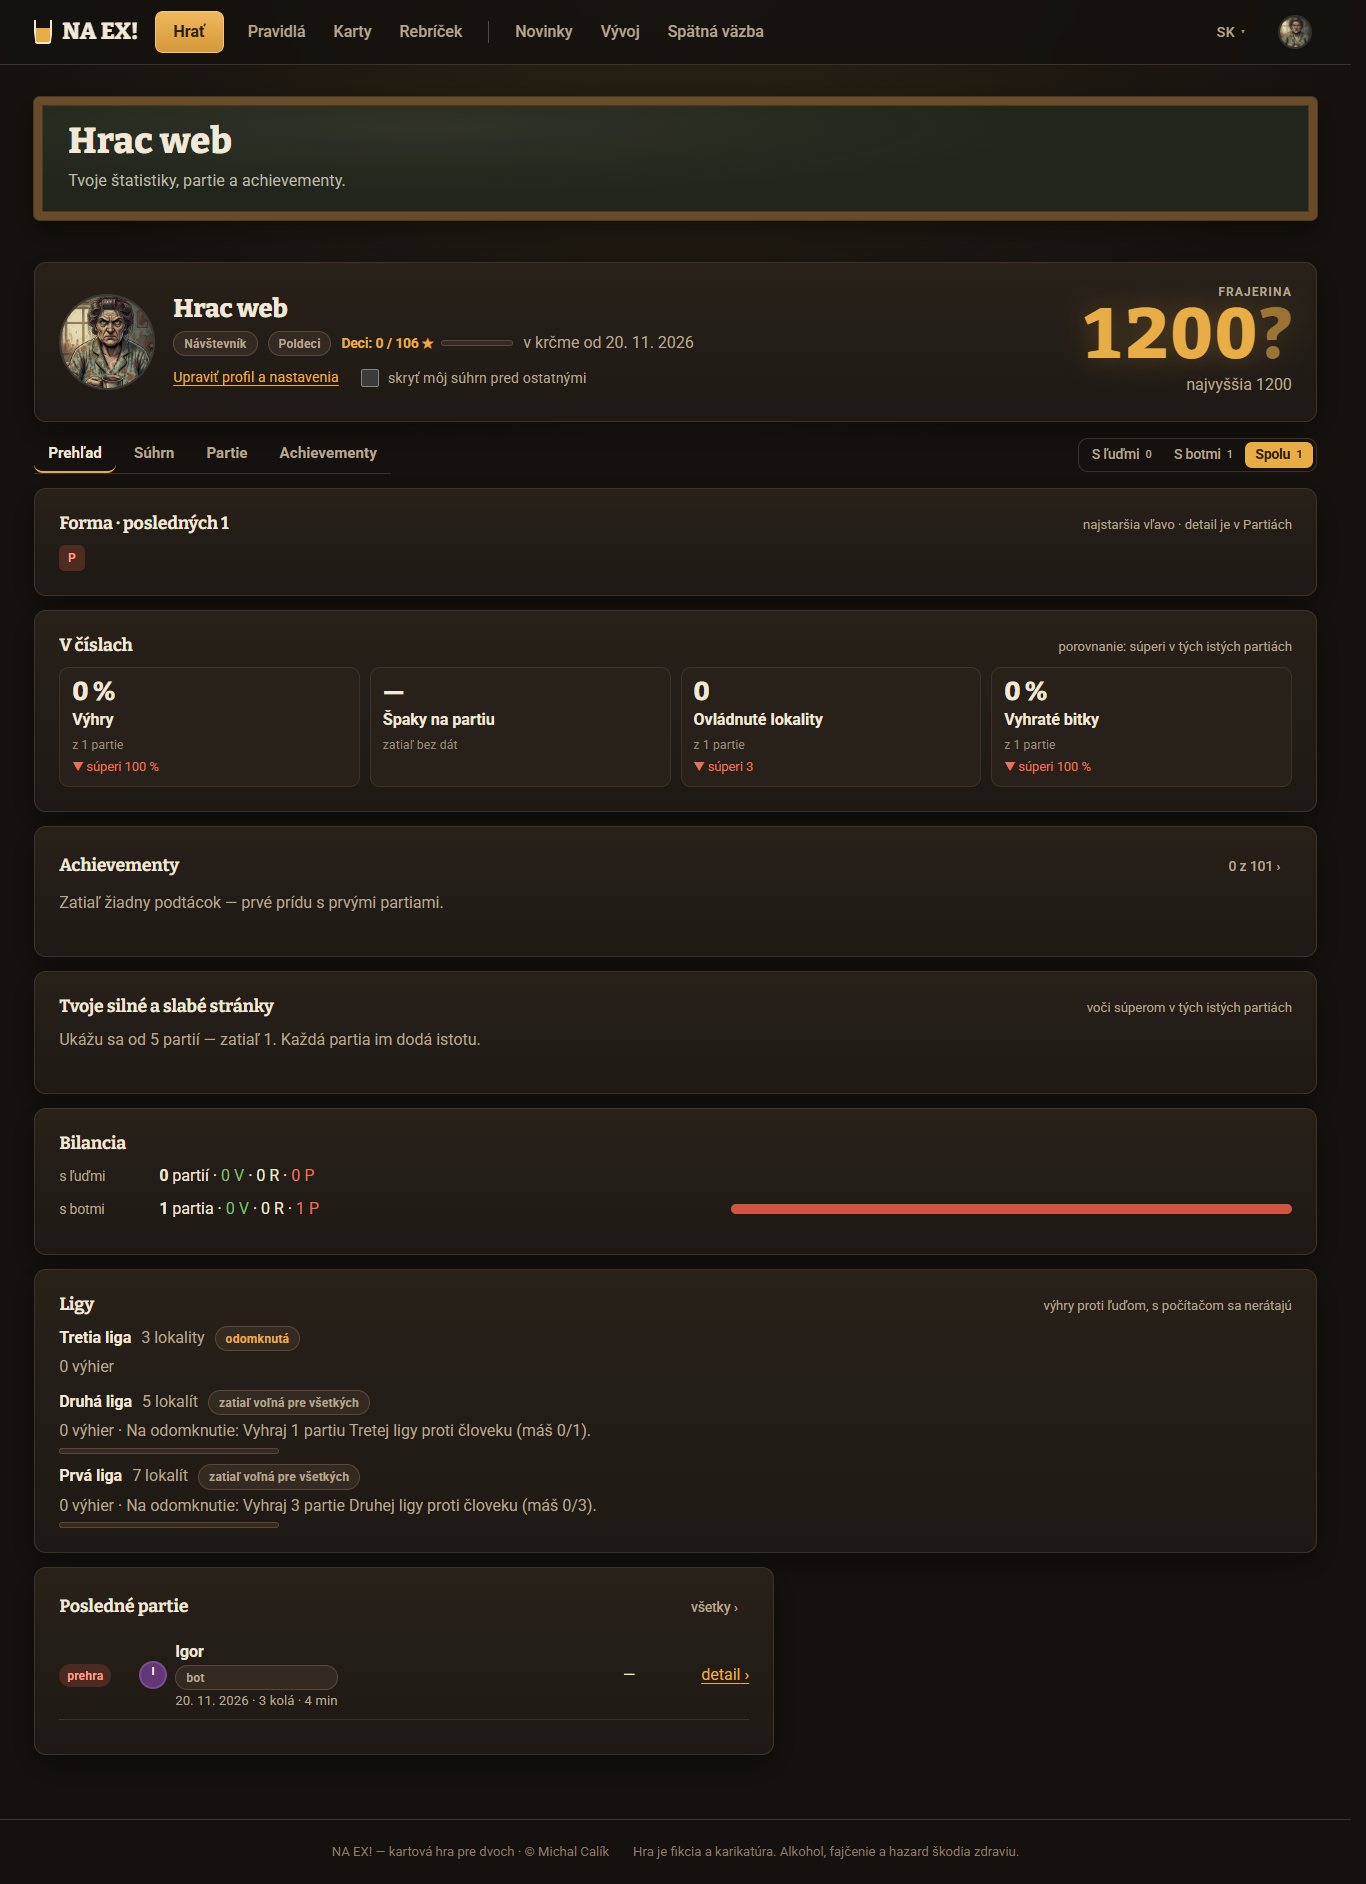 NA EX!
Hrať
Pravidlá
Karty
Rebríček
Novinky
Vývoj
Spätná väzba
SK
Hrac web
Tvoje štatistiky, partie a achievementy.
Hrac web
Návštevník
Poldeci
Deci: 0 / 106 ★
v krčme od 20. 11. 2026
Upraviť profil a nastavenia
skryť môj súhrn pred ostatnými
FRAJERINA
1200?
najvyššia 1200
Prehľad
Súhrn
Partie
Achievementy
S ľuďmi 0
S botmi 1
Spolu 1
Forma · posledných 1
najstaršia vľavo · detail je v Partiách
P
V číslach
porovnanie: súperi v tých istých partiách
0 %
Výhry
z 1 partie
▼ súperi 100 %
—
Špaky na partiu
zatiaľ bez dát
0
Ovládnuté lokality
z 1 partie
▼ súperi 3
0 %
Vyhraté bitky
z 1 partie
▼ súperi 100 %
Achievementy
0 z 101 ›
Zatiaľ žiadny podtácok — prvé prídu s prvými partiami.
Tvoje silné a slabé stránky
voči súperom v tých istých partiách
Ukážu sa od 5 partií — zatiaľ 1. Každá partia im dodá istotu.
Bilancia
s ľuďmi
0 partií · 0 V · 0 R · 0 P
s botmi
1 partia · 0 V · 0 R · 1 P
Ligy
výhry proti ľuďom, s počítačom sa nerátajú
Tretia liga 3 lokality odomknutá
0 výhier
Druhá liga 5 lokalít zatiaľ voľná pre všetkých
0 výhier · Na odomknutie: Vyhraj 1 partiu Tretej ligy proti človeku (máš 0/1).
Prvá liga 7 lokalít zatiaľ voľná pre všetkých
0 výhier · Na odomknutie: Vyhraj 3 partie Druhej ligy proti človeku (máš 0/3).
Posledné partie
všetky ›
prehra
I
Igor
bot
20. 11. 2026 · 3 kolá · 4 min
—
detail ›
NA EX! — kartová hra pre dvoch · © Michal Calík
Hra je fikcia a karikatúra. Alkohol, fajčenie a hazard škodia zdraviu.